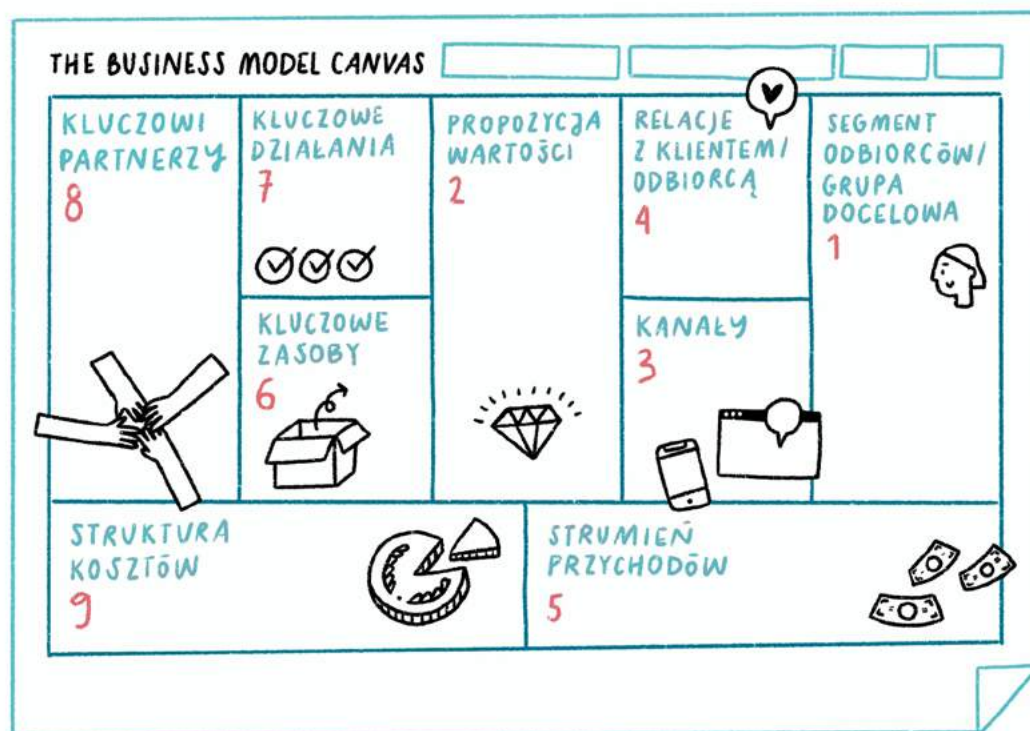 THE BUSINESS MODEL CANVAS
KLUCZOWI
PARTNERZY
8
KLUCZOWE
DZIAŁANIA
7
KLUCZOWE
ZASOBY
6
PROPOZYCJA
WARTOŚCI
2
RELACJE
Z KLIENTEM/
ODBIORCĄ
4
KANAŁY
3
SEGMENT
ODBIORCÓW/
GRUPA
DOCELOWA
1
STRUKTURA
KOSZTÓW
9
STRUMIEŃ
PRZYCHODÓW
5